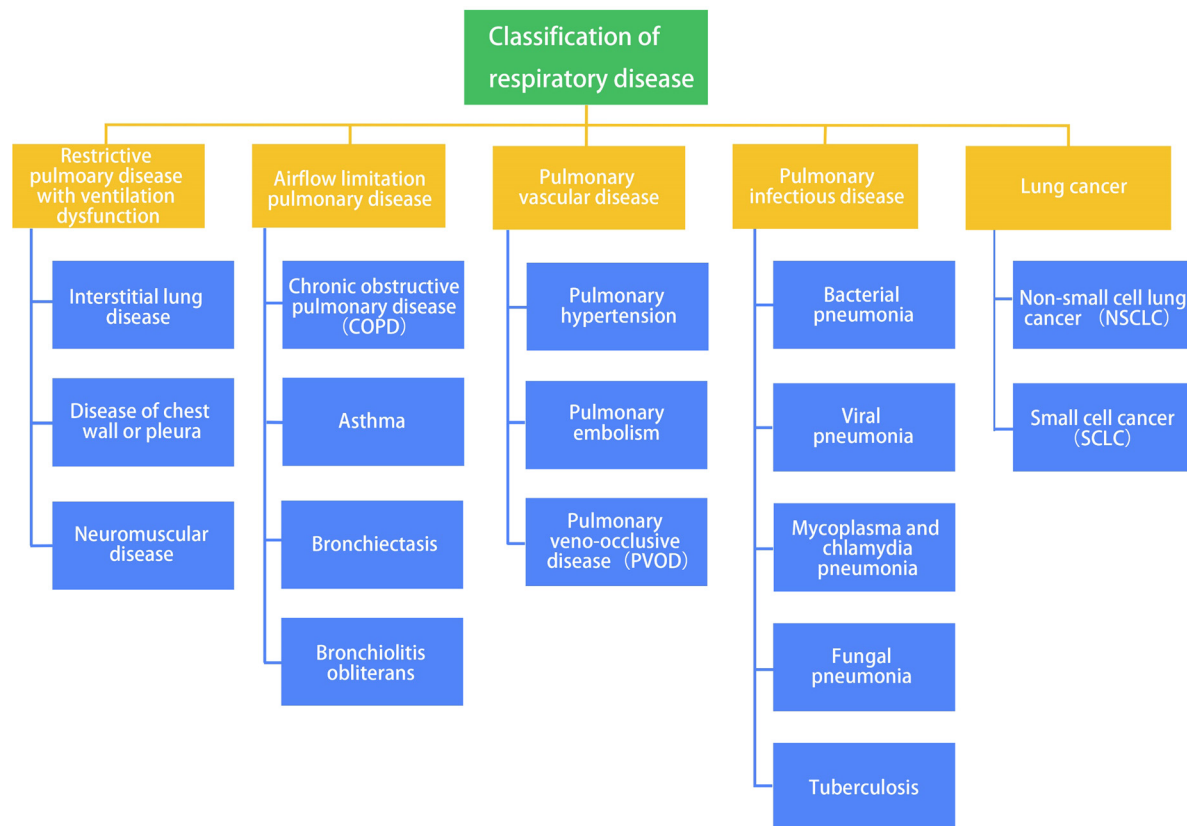 Classification of
respiratory disease
Restrictive
pulmoary disease
with ventilation
dysfunction
Airflow limitation
pulmonary disease
Pulmonary
vascular disease
Pulmonary
infectious disease
Lung cancer
Interstitial lung
disease
Disease of chest
wall or pleura
Neuromuscular
disease
Chronic obstructive
pulmonary disease
（COPD）
Asthma
Bronchiectasis
Bronchiolitis
obliterans
Pulmonary
hypertension
Pulmonary
embolism
Pulmonary
veno-occlusive
disease （PVOD）
Bacterial
pneumonia
Viral
pneumonia
Mycoplasma and
chlamydia
pneumonia
Fungal
pneumonia
Tuberculosis
Non-small cell lung
cancer （NSCLC）
Small cell cancer
（SCLC）